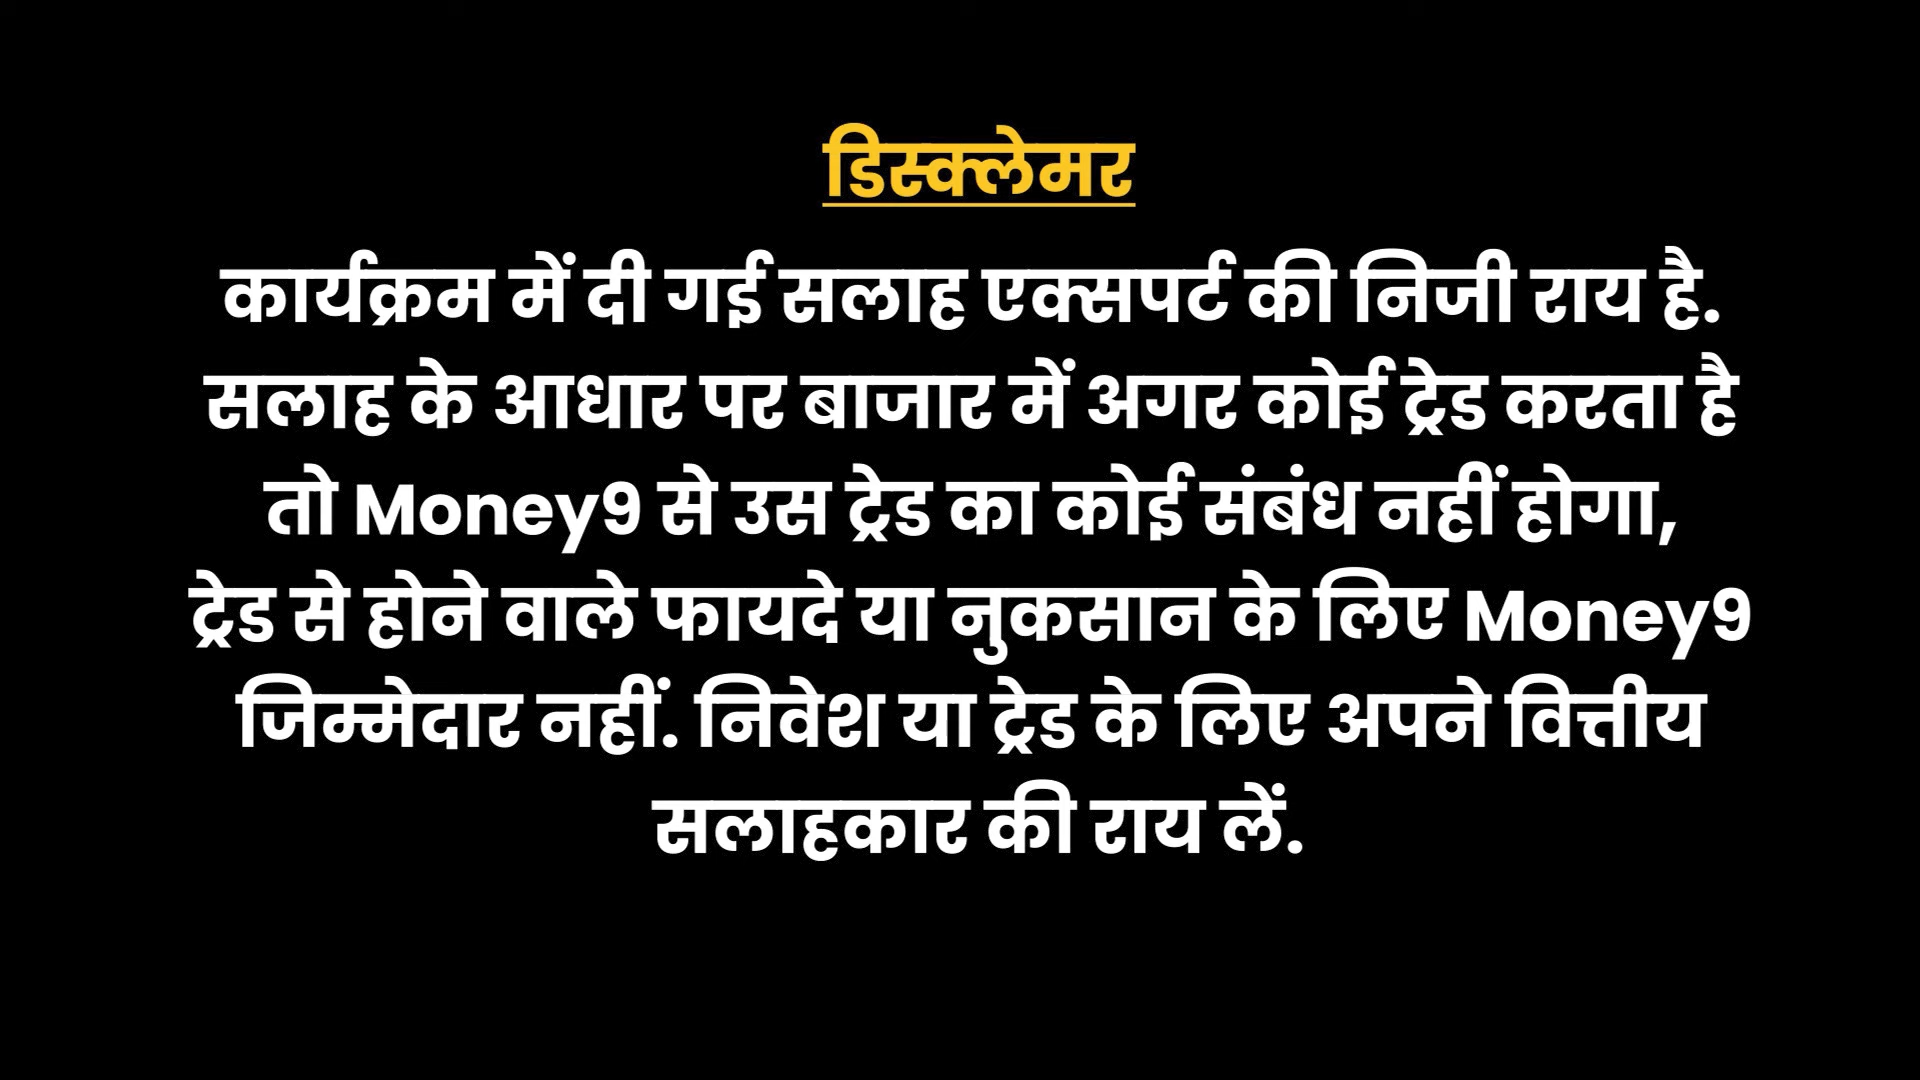 डिस्क्लेमर
कार्यक्रम में दी गई सलाह एक्सपर्ट की निजी राय है.
सलाह के आधार पर बाजार में अगर कोई ट्रेड करता है
तो Money9 से उस ट्रेड का कोई संबंध नहीं होगा,
ट्रेड से होने वाले फायदे या नुकसान के लिए Money9
जिम्मेदार नहीं. निवेश या ट्रेड के लिए अपने वित्तीय
सलाहकार की राय लें.